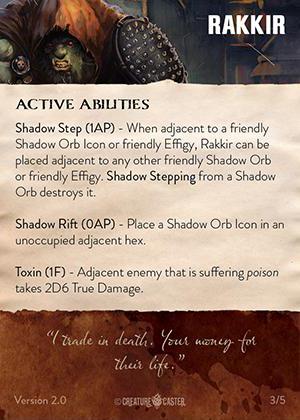 RAKKIR
ACTIVE ABILITIES
Shadow Step (1AP) - When adjacent to a friendly
Shadow Orb Icon or friendly Effigy, Rakkir can be
placed adjacent to any other friendly Shadow Orb
or friendly Effigy. Shadow Stepping from a Shadow
Orb destroys it.
Shadow Rift (0AP) - Place a Shadow Orb Icon in an
unoccupied adjacent hex.
Toxin (1F) - Adjacent enemy that is suffering poison
takes 2D6 True Damage.
"I trade in death. Your money for
their life."
Version 2.0
© CREATURE CASTER
3/5